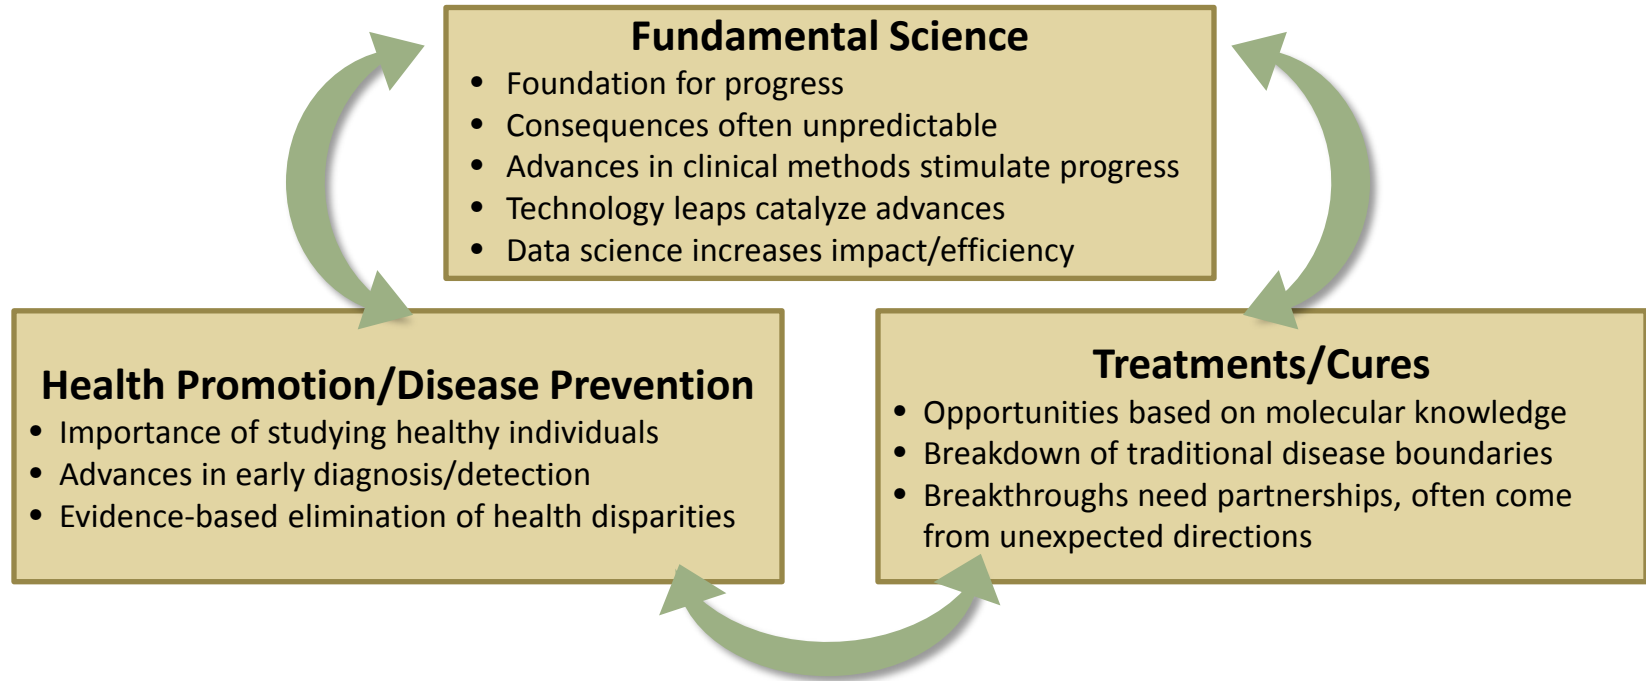 Fundamental Science
• Foundation for progress
• Consequences often unpredictable
• Advances in clinical methods stimulate progress
• Technology leaps catalyze advances
• Data science increases impact/efficiency
Health Promotion/Disease Prevention
• Importance of studying healthy individuals
• Advances in early diagnosis/detection
• Evidence-based elimination of health disparities
Treatments/Cures
• Opportunities based on molecular knowledge
• Breakdown of traditional disease boundaries
• Breakthroughs need partnerships, often come
from unexpected directions